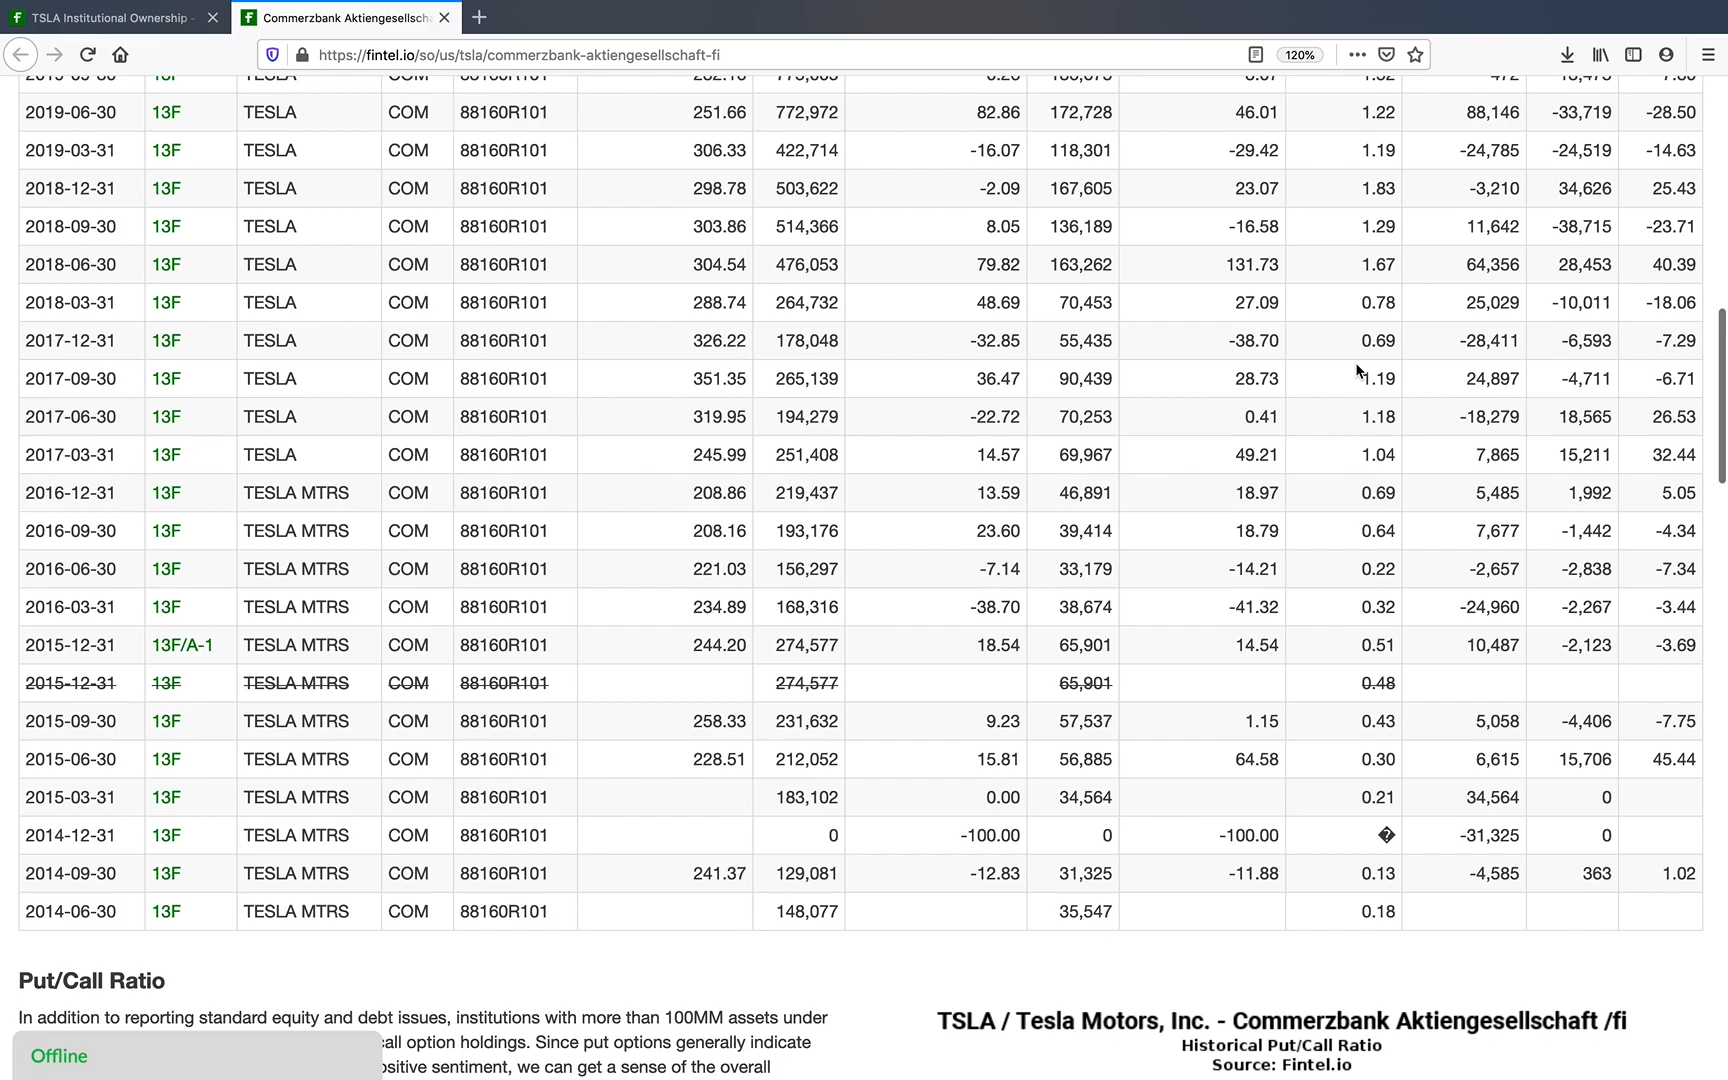 TSLA Institutional Ownership -
Commerzbank Aktiengesellscha
https://fintel.io/so/us/tsla/commerzbank-aktiengesellschaft-fi
120%
2019-06-30 13F TESLA COM 88160R101 251.66 772,972 82.86 172,728 46.01 1.22 88,146 -33,719 -28.50
2019-03-31 13F TESLA COM 88160R101 306.33 422,714 -16.07 118,301 -29.42 1.19 -24,785 -24,519 -14.63
2018-12-31 13F TESLA COM 88160R101 298.78 503,622 -2.09 167,605 23.07 1.83 -3,210 34,626 25.43
2018-09-30 13F TESLA COM 88160R101 303.86 514,366 8.05 136,189 -16.58 1.29 11,642 -38,715 -23.71
2018-06-30 13F TESLA COM 88160R101 304.54 476,053 79.82 163,262 131.73 1.67 64,356 28,453 40.39
2018-03-31 13F TESLA COM 88160R101 288.74 264,732 48.69 70,453 27.09 0.78 25,029 -10,011 -18.06
2017-12-31 13F TESLA COM 88160R101 326.22 178,048 -32.85 55,435 -38.70 0.69 -28,411 -6,593 -7.29
2017-09-30 13F TESLA COM 88160R101 351.35 265,139 36.47 90,439 28.73 1.19 24,897 -4,711 -6.71
2017-06-30 13F TESLA COM 88160R101 319.95 194,279 -22.72 70,253 0.41 1.18 -18,279 18,565 26.53
2017-03-31 13F TESLA COM 88160R101 245.99 251,408 14.57 69,967 49.21 1.04 7,865 15,211 32.44
2016-12-31 13F TESLA MTRS COM 88160R101 208.86 219,437 13.59 46,891 18.97 0.69 5,485 1,992 5.05
2016-09-30 13F TESLA MTRS COM 88160R101 208.16 193,176 23.60 39,414 18.79 0.64 7,677 -1,442 -4.34
2016-06-30 13F TESLA MTRS COM 88160R101 221.03 156,297 -7.14 33,179 -14.21 0.22 -2,657 -2,838 -7.34
2016-03-31 13F TESLA MTRS COM 88160R101 234.89 168,316 -38.70 38,674 -41.32 0.32 -24,960 -2,267 -3.44
2015-12-31 13F/A-1 TESLA MTRS COM 88160R101 244.20 274,577 18.54 65,901 14.54 0.51 10,487 -2,123 -3.69
2015-12-31 13F TESLA MTRS COM 88160R101 274,577 65,901 0.48
2015-09-30 13F TESLA MTRS COM 88160R101 258.33 231,632 9.23 57,537 1.15 0.43 5,058 -4,406 -7.75
2015-06-30 13F TESLA MTRS COM 88160R101 228.51 212,052 15.81 56,885 64.58 0.30 6,615 15,706 45.44
2015-03-31 13F TESLA MTRS COM 88160R101 183,102 0.00 34,564 0.21 34,564 0
2014-12-31 13F TESLA MTRS COM 88160R101 0 -100.00 0 -100.00 � -31,325 0
2014-09-30 13F TESLA MTRS COM 88160R101 241.37 129,081 -12.83 31,325 -11.88 0.13 -4,585 363 1.02
2014-06-30 13F TESLA MTRS COM 88160R101 148,077 35,547 0.18
Put/Call Ratio
In addition to reporting standard equity and debt issues, institutions with more than 100MM assets under
all option holdings. Since put options generally indicate
ositive sentiment, we can get a sense of the overall
TSLA / Tesla Motors, Inc. - Commerzbank Aktiengesellschaft /fi
Historical Put/Call Ratio
Source: Fintel.io
Offline